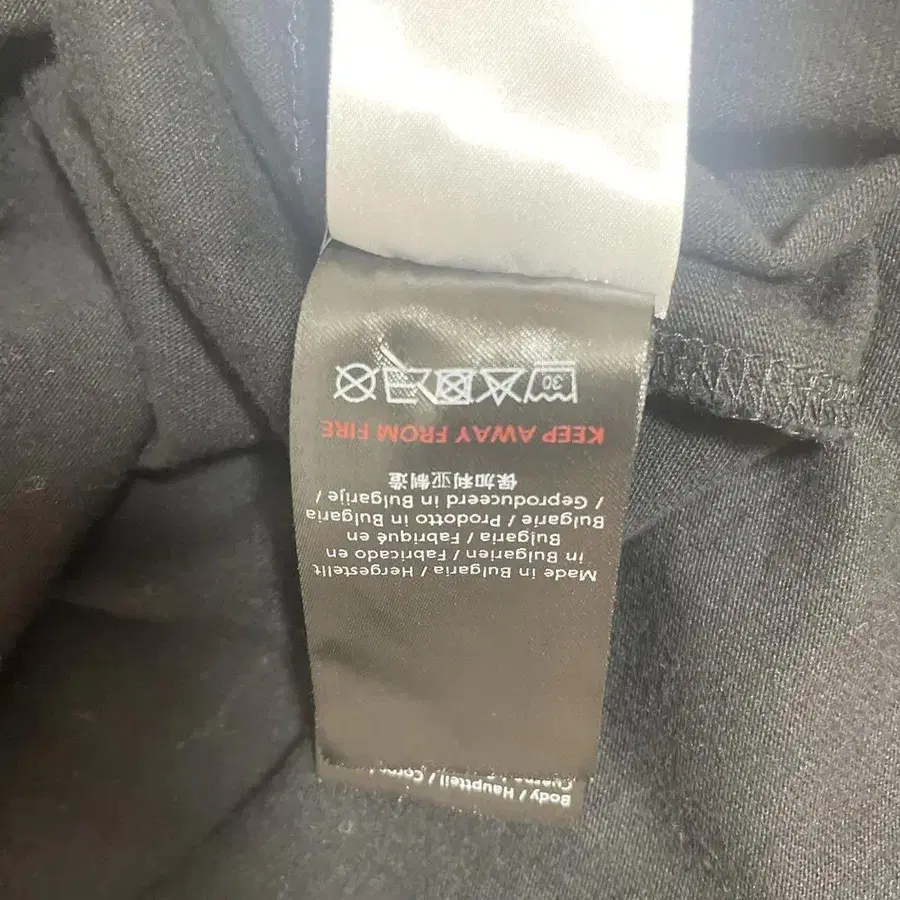 Body / Hauptteil /
Made in Bulgaria / Hergestellt
in Bulgarien / Fabricado en
Bulgaria / Fabriqué en
Bulgarie / Prodotto in Bulgaria
/ Geproduceerd in Bulgarije /
保加利亚制造
KEEP AWAY FROM FIRE
30